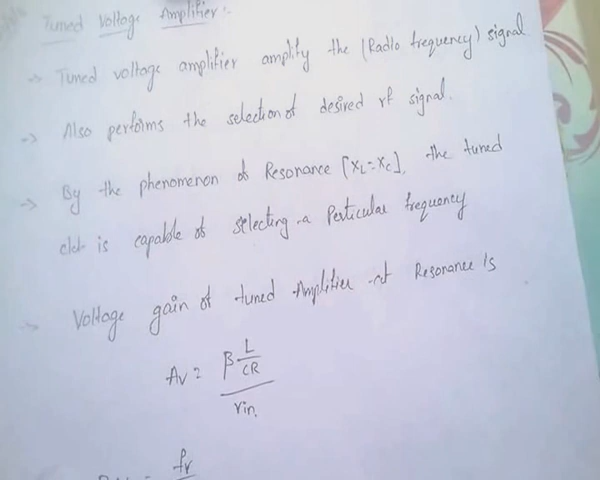 Tuned Voltage Amplifier:-
-> Tuned voltage amplifier amplify the (Radio frequency) signal
-> Also performs the selection of desired rf signal.
-> By the phenomenon of Resonance [XL=XC], the tuned
ckt is capable of selecting a Perticular frequency
-> Voltage gain of tuned Amplifier at Resonance is
Av = β L/CR
rin.
fr